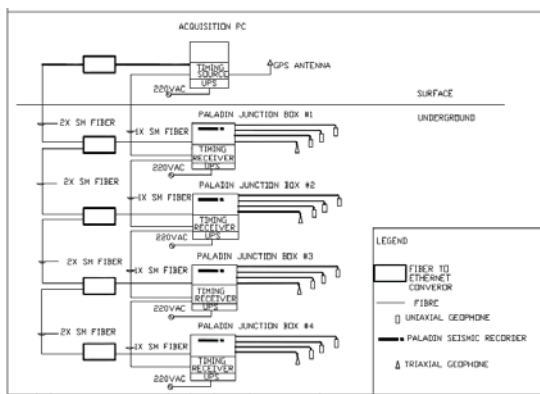 ACQUISITION PC
TIMING
SOURCE
UPS
GPS ANTENNA
220VAC
SURFACE
UNDERGROUND
2X SM FIBER
1X SM FIBER
PALADIN JUNCTION BOX #1
TIMING
RECEIVER
UPS
220VAC
2X SM FIBER
1X SM FIBER
PALADIN JUNCTION BOX #2
TIMING
RECEIVER
UPS
220VAC
2X SM FIBER
1X SM FIBER
PALADIN JUNCTION BOX #3
TIMING
RECEIVER
UPS
220VAC
2X SM FIBER
1X SM FIBER
PALADIN JUNCTION BOX #4
TIMING
RECEIVER
UPS
220VAC
LEGEND
FIBER TO
ETHERNET
CONVEROR
FIBRE
UNIAXIAL GEOPHONE
PALADIN SEISMIC RECORDER
TRIAXIAL GEOPHONE